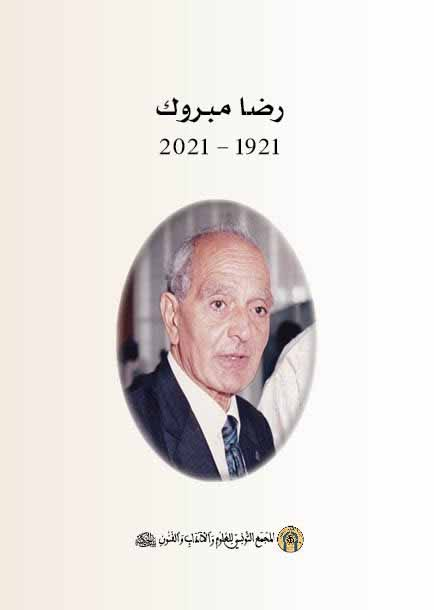 رضا مبروك
1921 – 2021
المجمع التونسي للعلوم والآداب والفنون